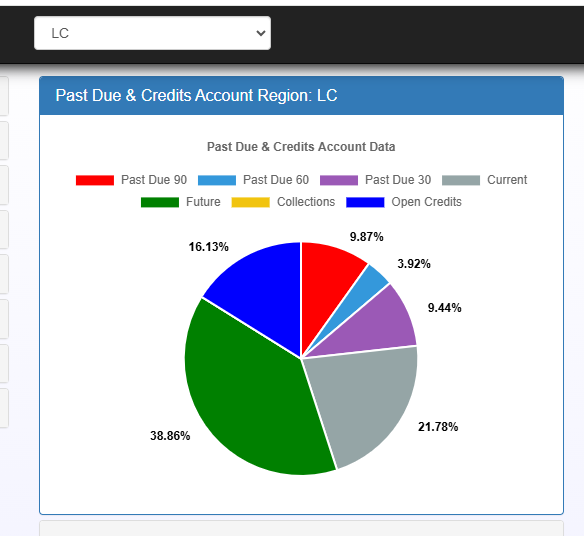 LC
Past Due & Credits Account Region: LC
Past Due & Credits Account Data
Past Due 90 Past Due 60 Past Due 30 Current
Future Collections Open Credits
16.13% 9.87%
3.92%
9.44%
38.86% 21.78%